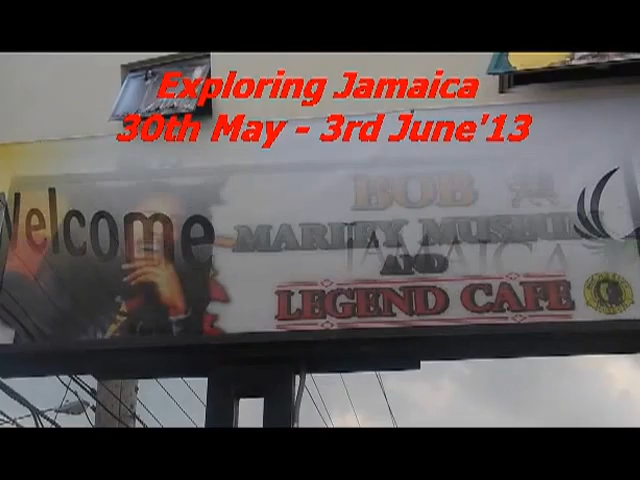 Exploring Jamaica
30th May - 3rd June'13
Welcome
BOB
MARLEY MUSEUM
JAMAICA
AND
LEGEND CAFE